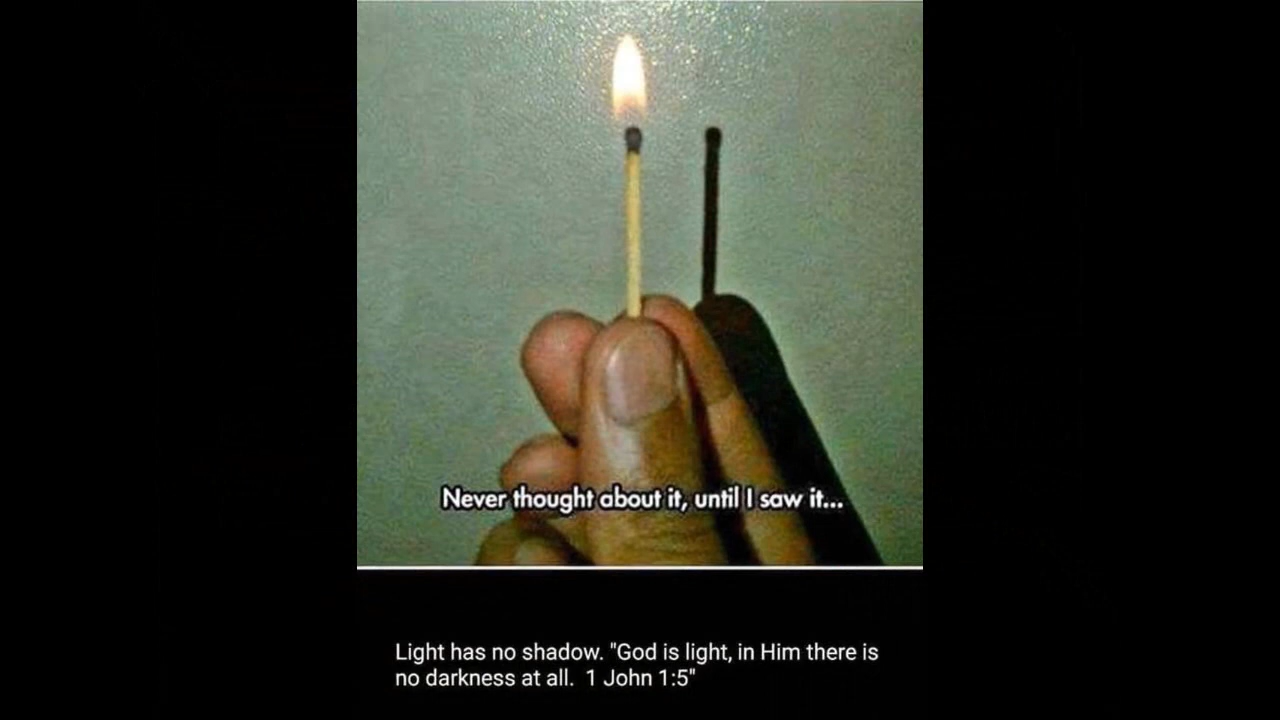 Never thought about it, until I saw it...
Light has no shadow. "God is light, in Him there is
no darkness at all.  1 John 1:5"